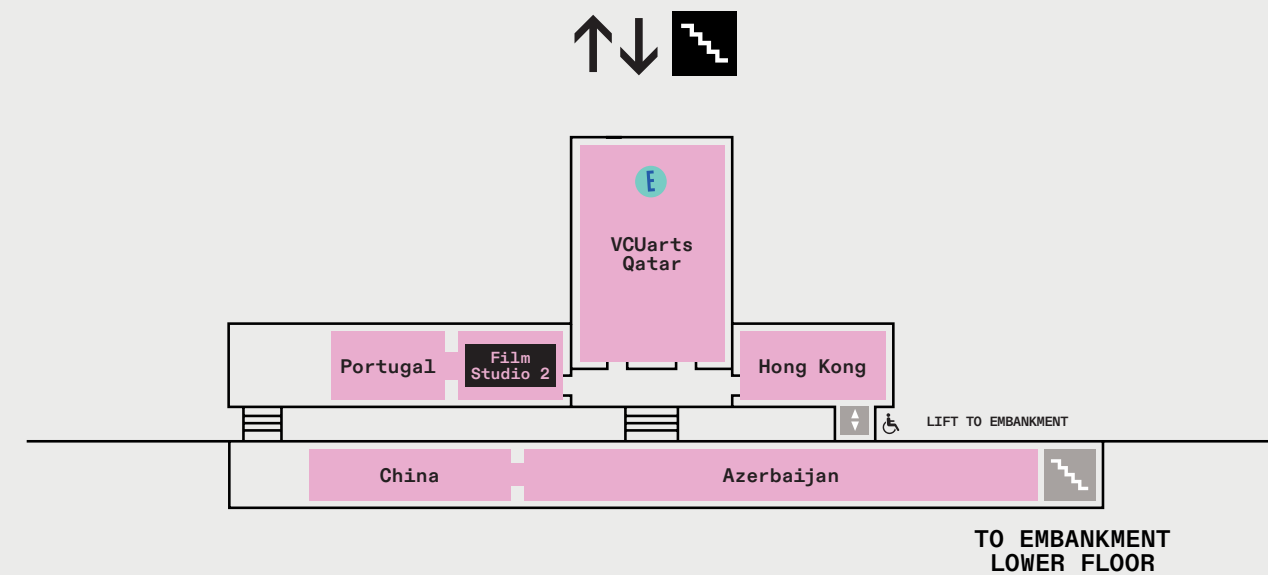 E
VCUarts
Qatar
Portugal
Film
Studio 2
Hong Kong
LIFT TO EMBANKMENT
China
Azerbaijan
TO EMBANKMENT
LOWER FLOOR